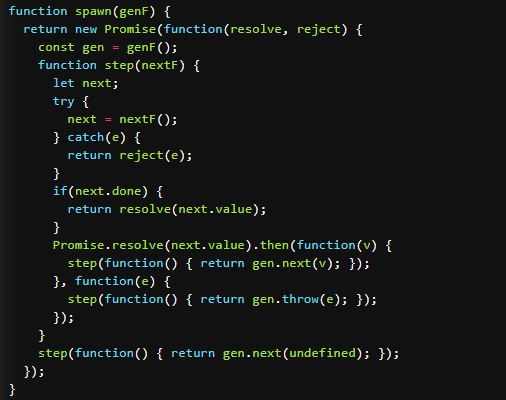 function spawn(genF) {
  return new Promise(function(resolve, reject) {
    const gen = genF();
    function step(nextF) {
      let next;
      try {
        next = nextF();
      } catch(e) {
        return reject(e);
      }
      if(next.done) {
        return resolve(next.value);
      }
      Promise.resolve(next.value).then(function(v) {
        step(function() { return gen.next(v); });
      }, function(e) {
        step(function() { return gen.throw(e); });
      });
    }
    step(function() { return gen.next(undefined); });
  });
}